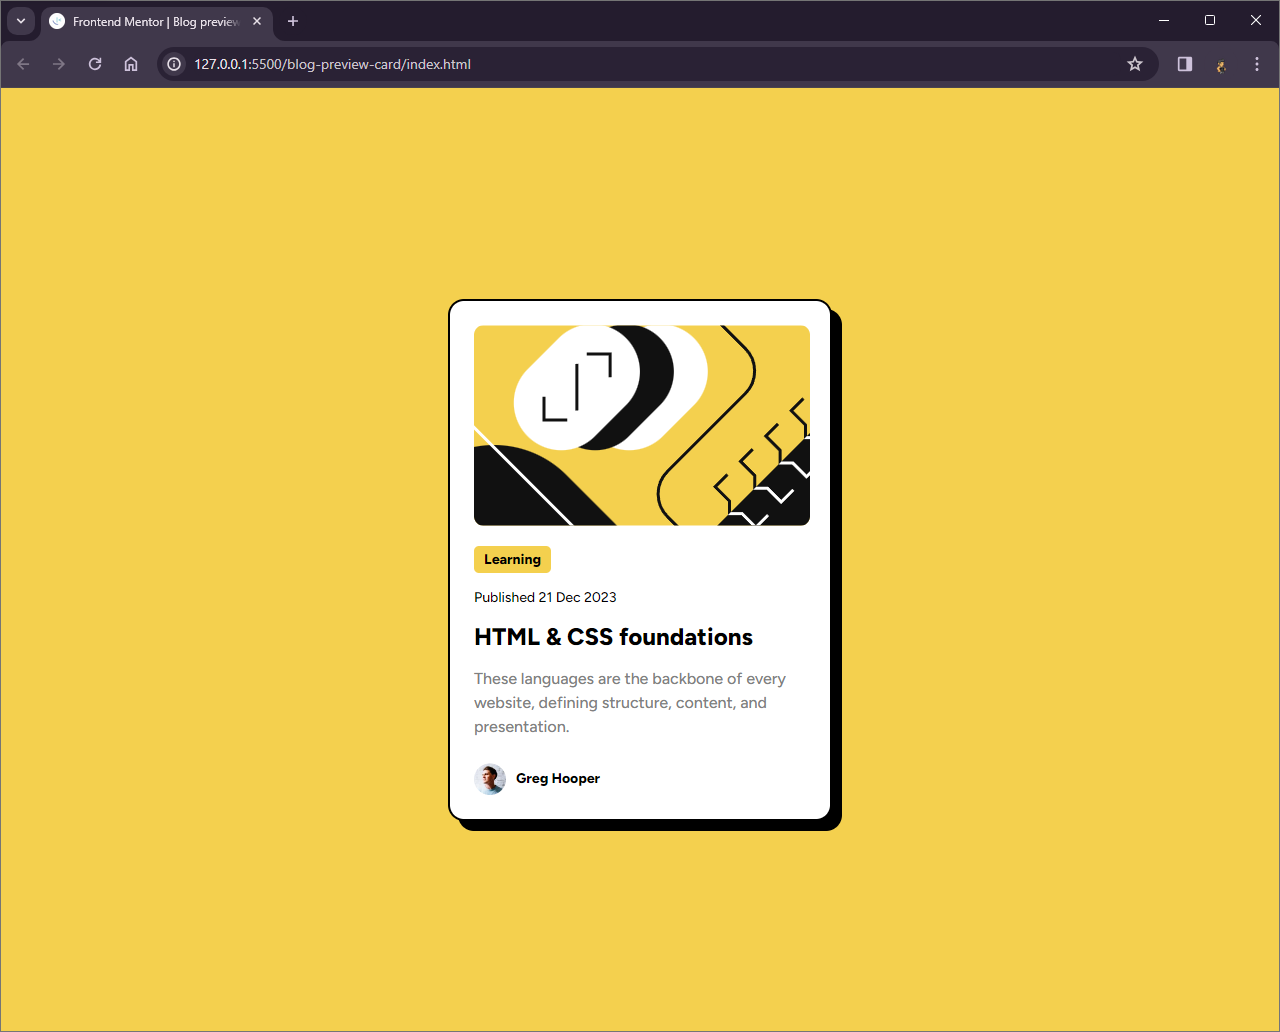 Frontend Mentor | Blog preview
127.0.0.1:5500/blog-preview-card/index.html
Learning
Published 21 Dec 2023
HTML & CSS foundations
These languages are the backbone of every
website, defining structure, content, and
presentation.
Greg Hooper